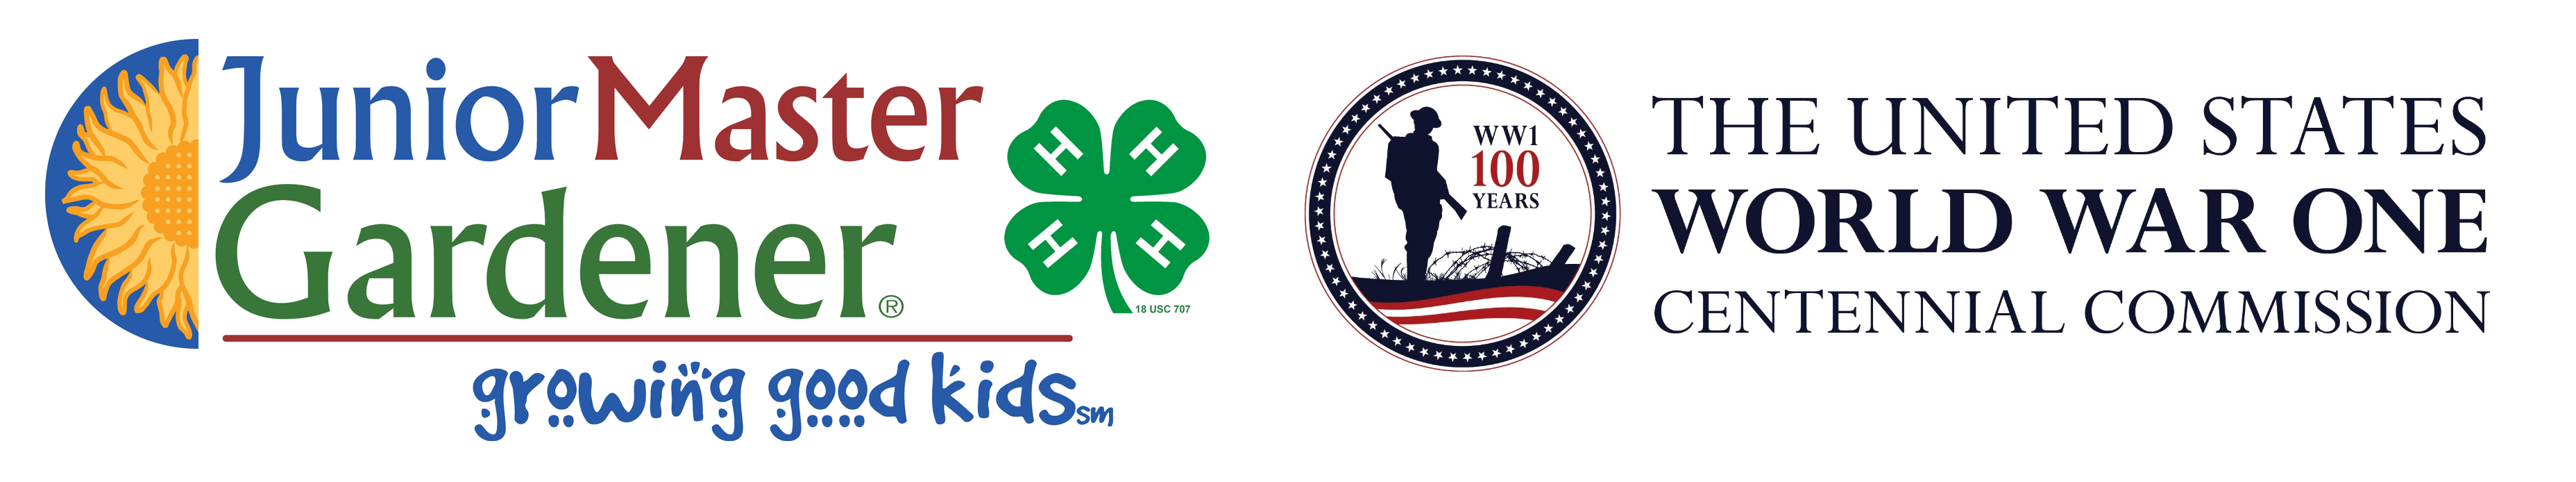 Junior Master
Gardener®
growing good kids SM
H H
H H
18 USC 707
WW1
100
YEARS
THE UNITED STATES
WORLD WAR ONE
CENTENNIAL COMMISSION